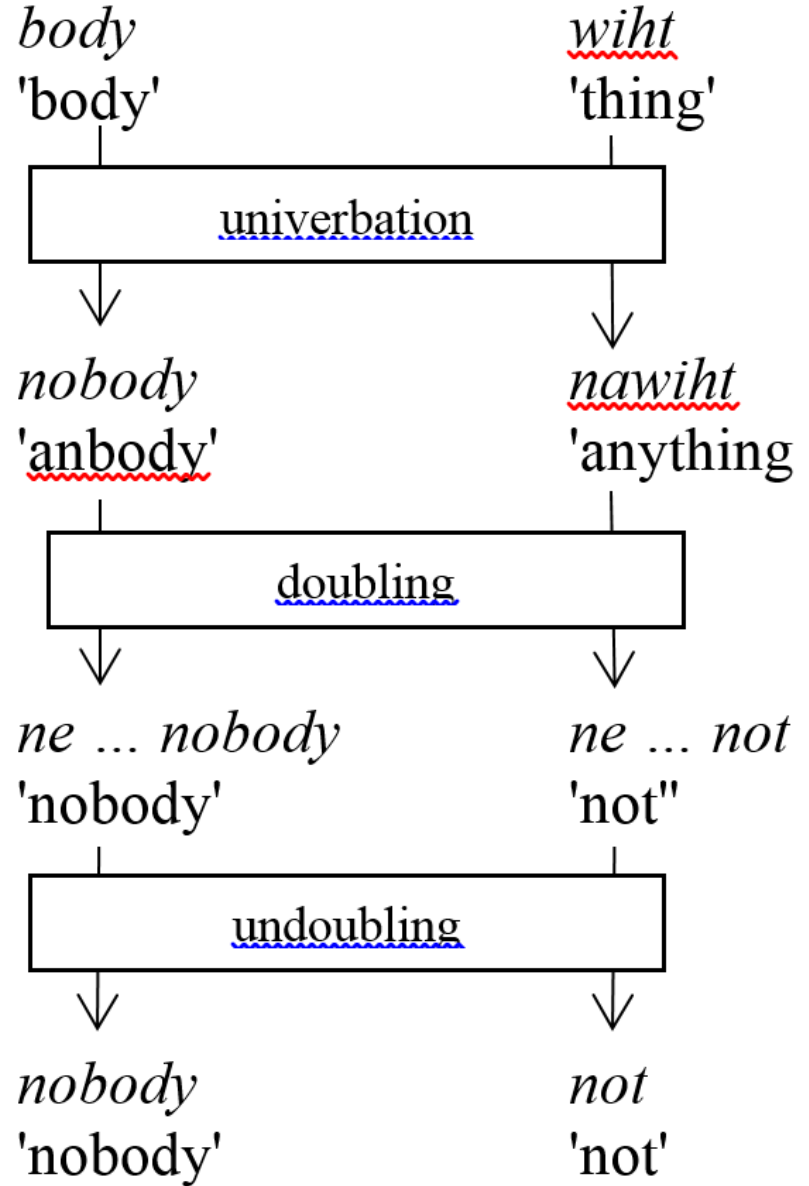 body wiht
'body' 'thing'
univerbation
nobody nawiht
'anbody' 'anything
doubling
ne ... nobody ne ... not
'nobody' 'not"
undoubling
nobody not
'nobody' 'not'